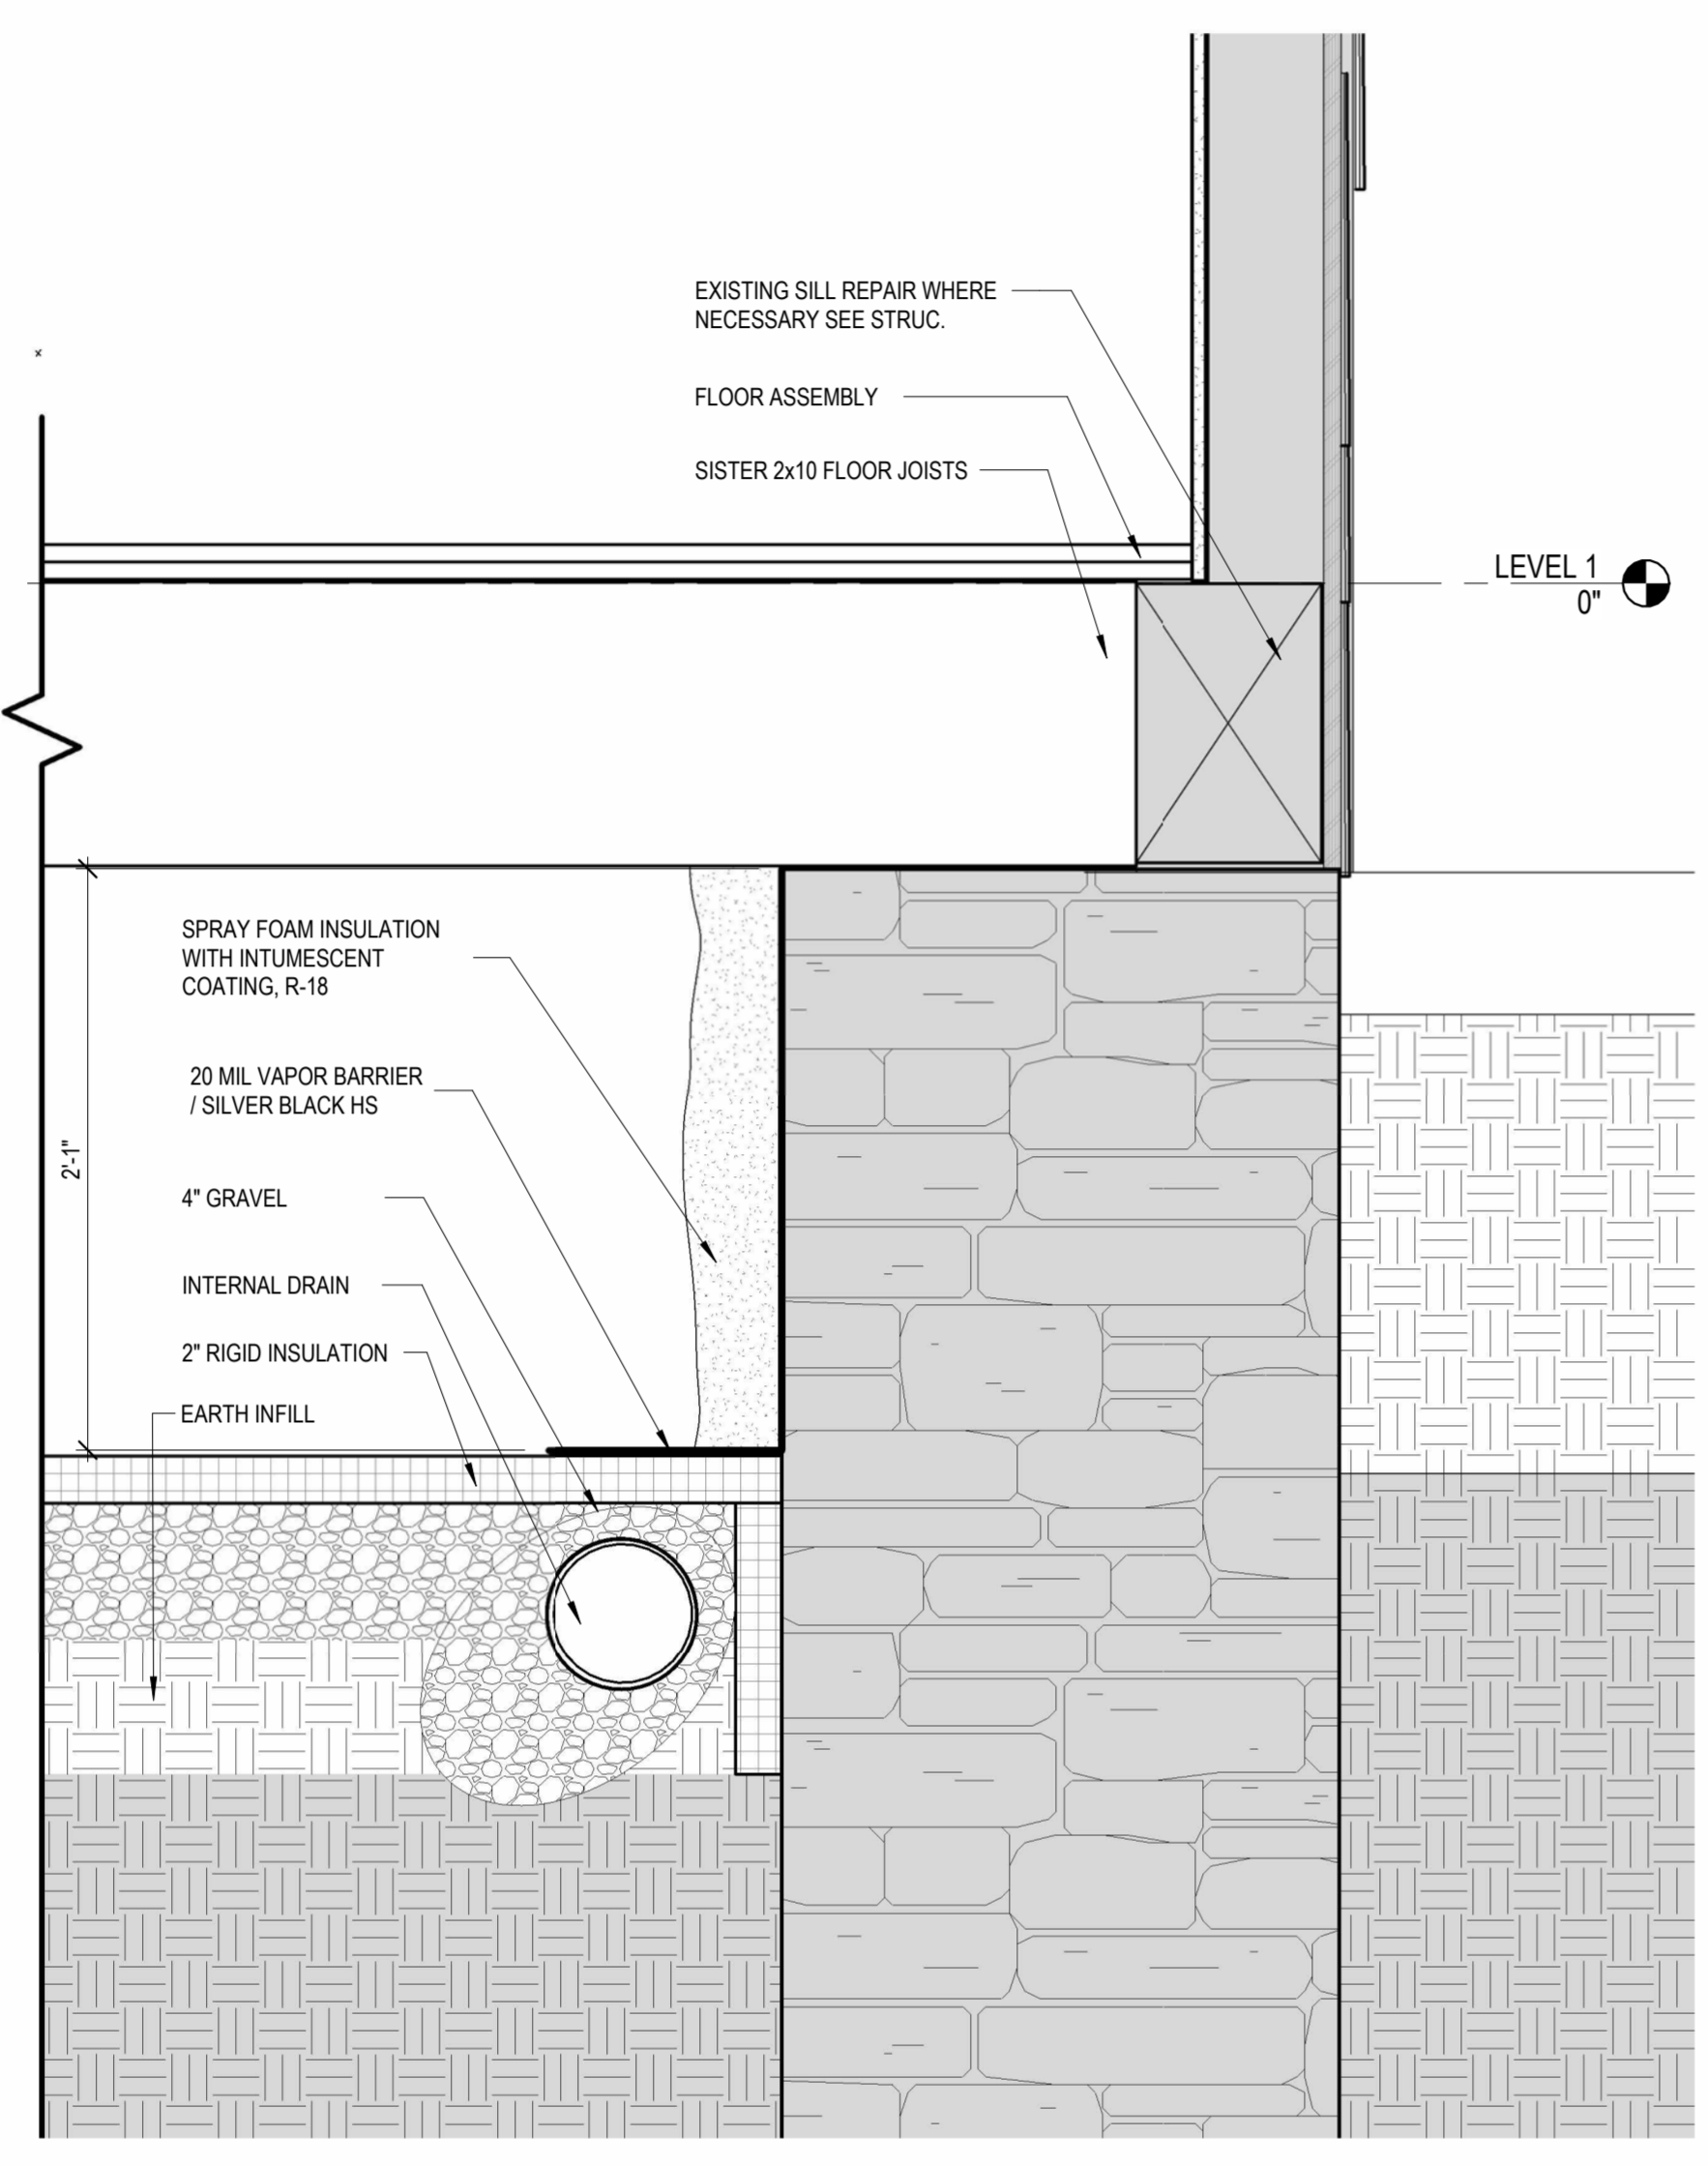 EXISTING SILL REPAIR WHERE
NECESSARY SEE STRUC.
FLOOR ASSEMBLY
SISTER 2x10 FLOOR JOISTS
LEVEL 1
0"
SPRAY FOAM INSULATION
WITH INTUMESCENT
COATING, R-18
20 MIL VAPOR BARRIER
/ SILVER BLACK HS
2'-1"
4" GRAVEL
INTERNAL DRAIN
2" RIGID INSULATION
EARTH INFILL